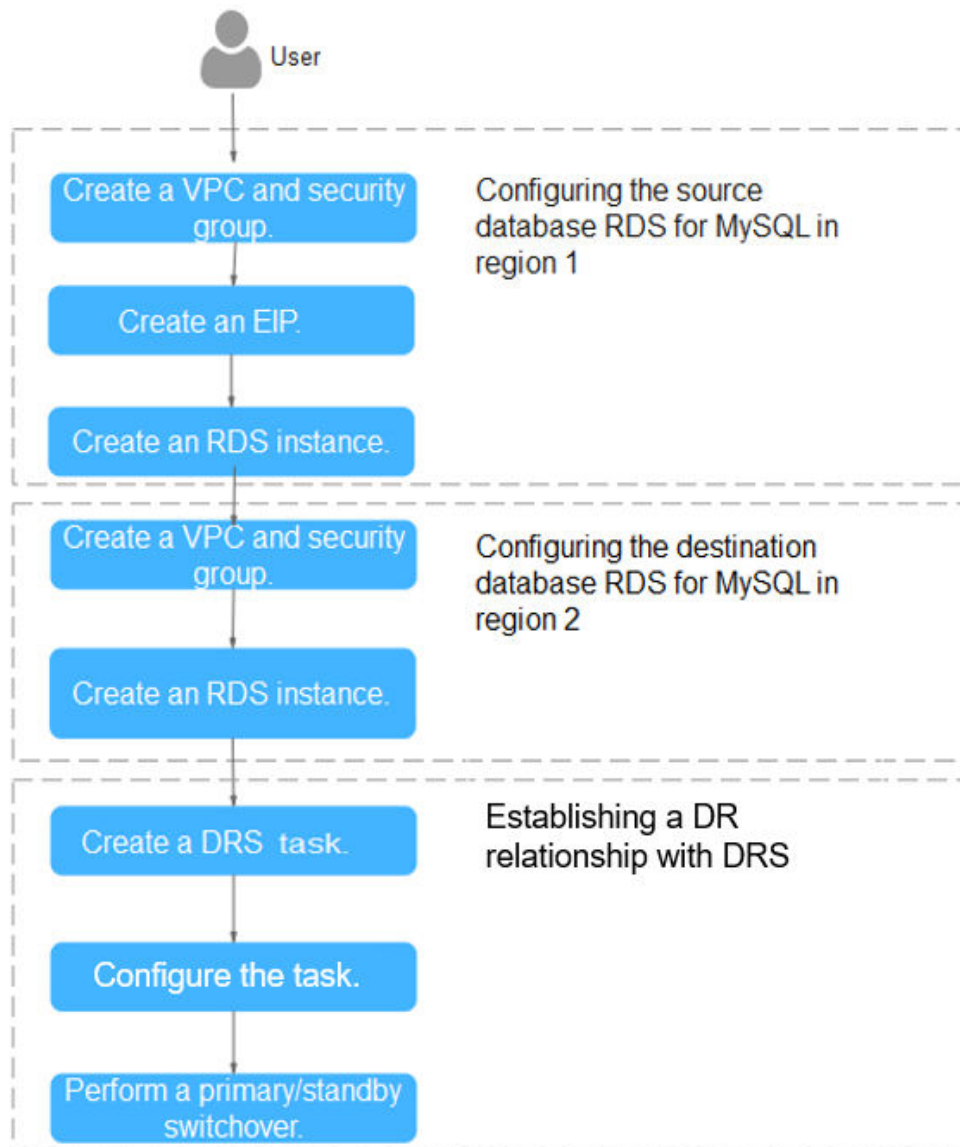 User
Create a VPC and security
group.
Configuring the source
database RDS for MySQL in
region 1
Create an EIP.
Create an RDS instance.
Create a VPC and security
group.
Configuring the destination
database RDS for MySQL in
region 2
Create an RDS instance.
Create a DRS task.
Establishing a DR
relationship with DRS
Configure the task.
Perform a primary/standby
switchover.